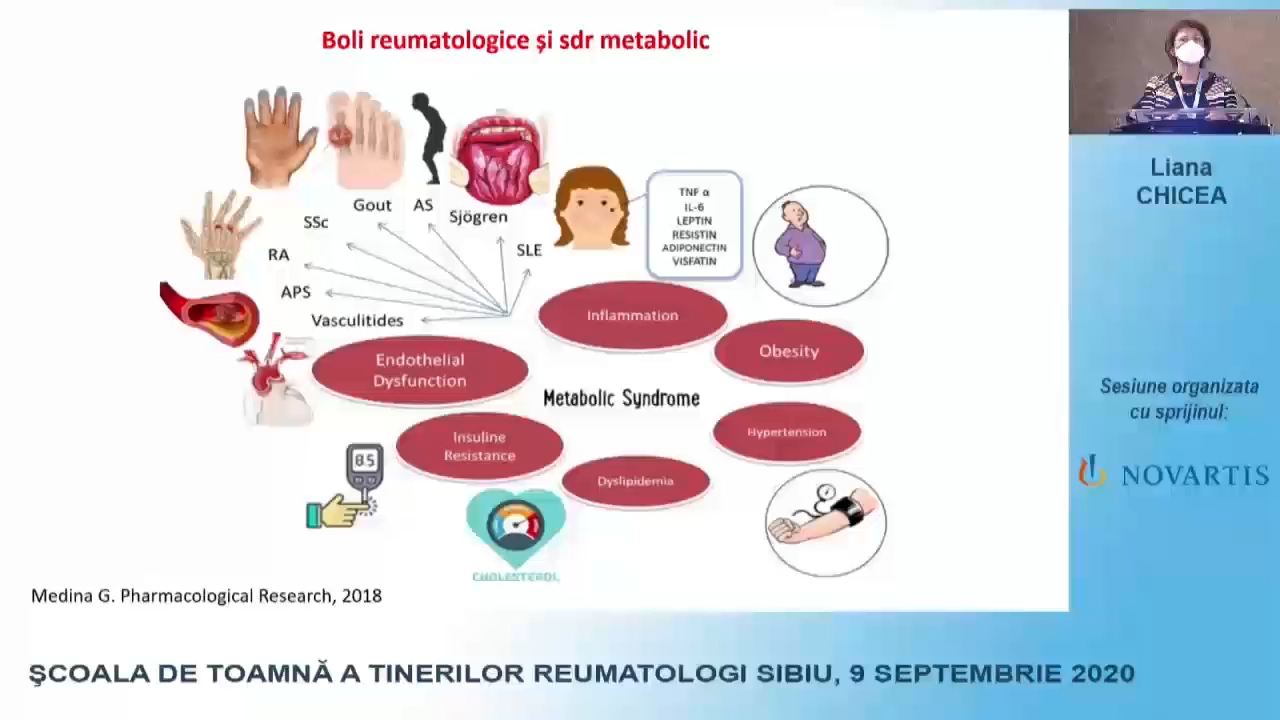 Boli reumatologice și sdr metabolic
Liana
CHICEA
TNF α
IL-6
LEPTIN
RESISTIN
ADIPONECTIN
VISFATIN
Gout
AS
Sjögren
SSc
SLE
RA
APS
Vasculitides
Inflammation
Endothelial
Dysfunction
Obesity
Metabolic Syndrome
Sesiune organizata
cu sprijinul:
Insuline
Resistance
Hypertension
85
Dyslipidemia
NOVARTIS
CHOLESTEROL
Medina G. Pharmacological Research, 2018
ŞCOALA DE TOAMNĂ A TINERILOR REUMATOLOGI SIBIU, 9 SEPTEMBRIE 2020